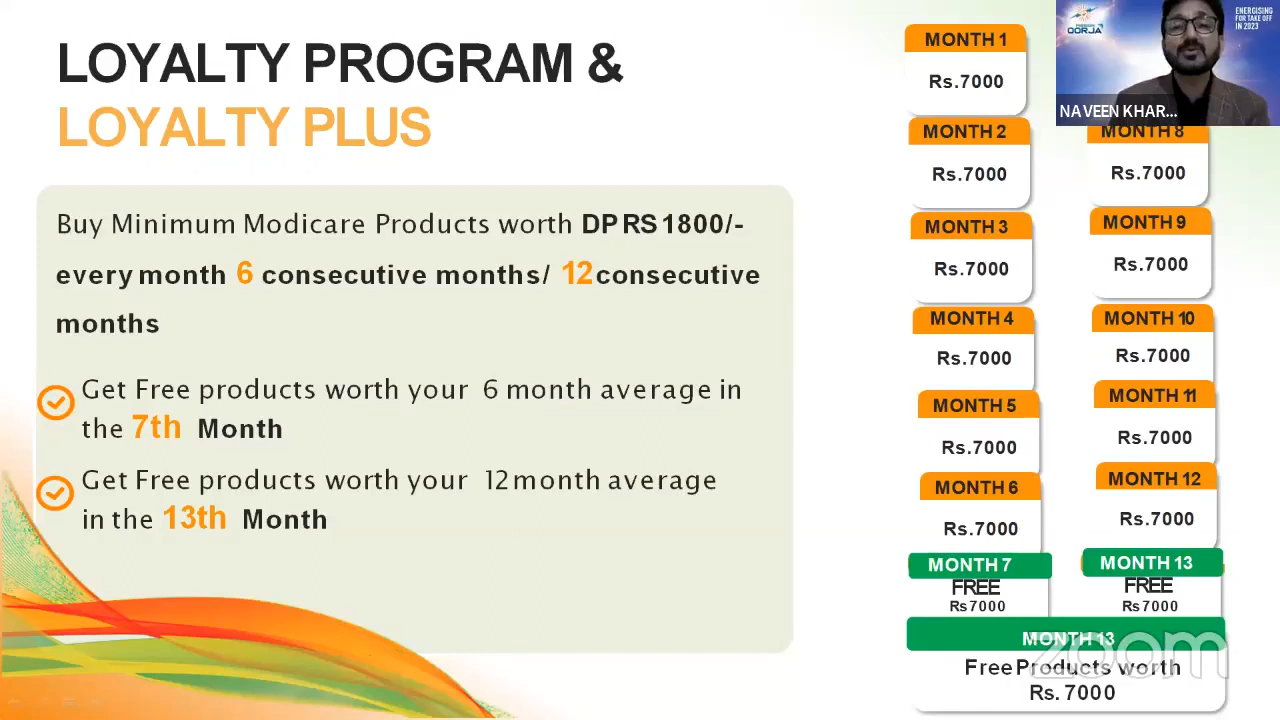 LOYALTY PROGRAM &
LOYALTY PLUS
Buy Minimum Modicare Products worth DP RS 1800/-
every month 6 consecutive months/ 12 consecutive
months
Get Free products worth your 6 month average in
the 7th Month
Get Free products worth your 12 month average
in the 13th Month
MONTH 1
Rs.7000
MONTH 2
Rs.7000
MONTH 3
Rs.7000
MONTH 4
Rs.7000
MONTH 5
Rs.7000
MONTH 6
Rs.7000
MONTH 7
FREE
Rs7000
OORJA
ENERGISING
FOR TAKE OFF
IN 2023
NAVEEN KHAR...
MONTH 8
Rs.7000
MONTH 9
Rs.7000
MONTH 10
Rs.7000
MONTH 11
Rs.7000
MONTH 12
Rs.7000
MONTH 13
FREE
Rs7000
MONTH 13
Free Products worth
Rs. 7000
zoom